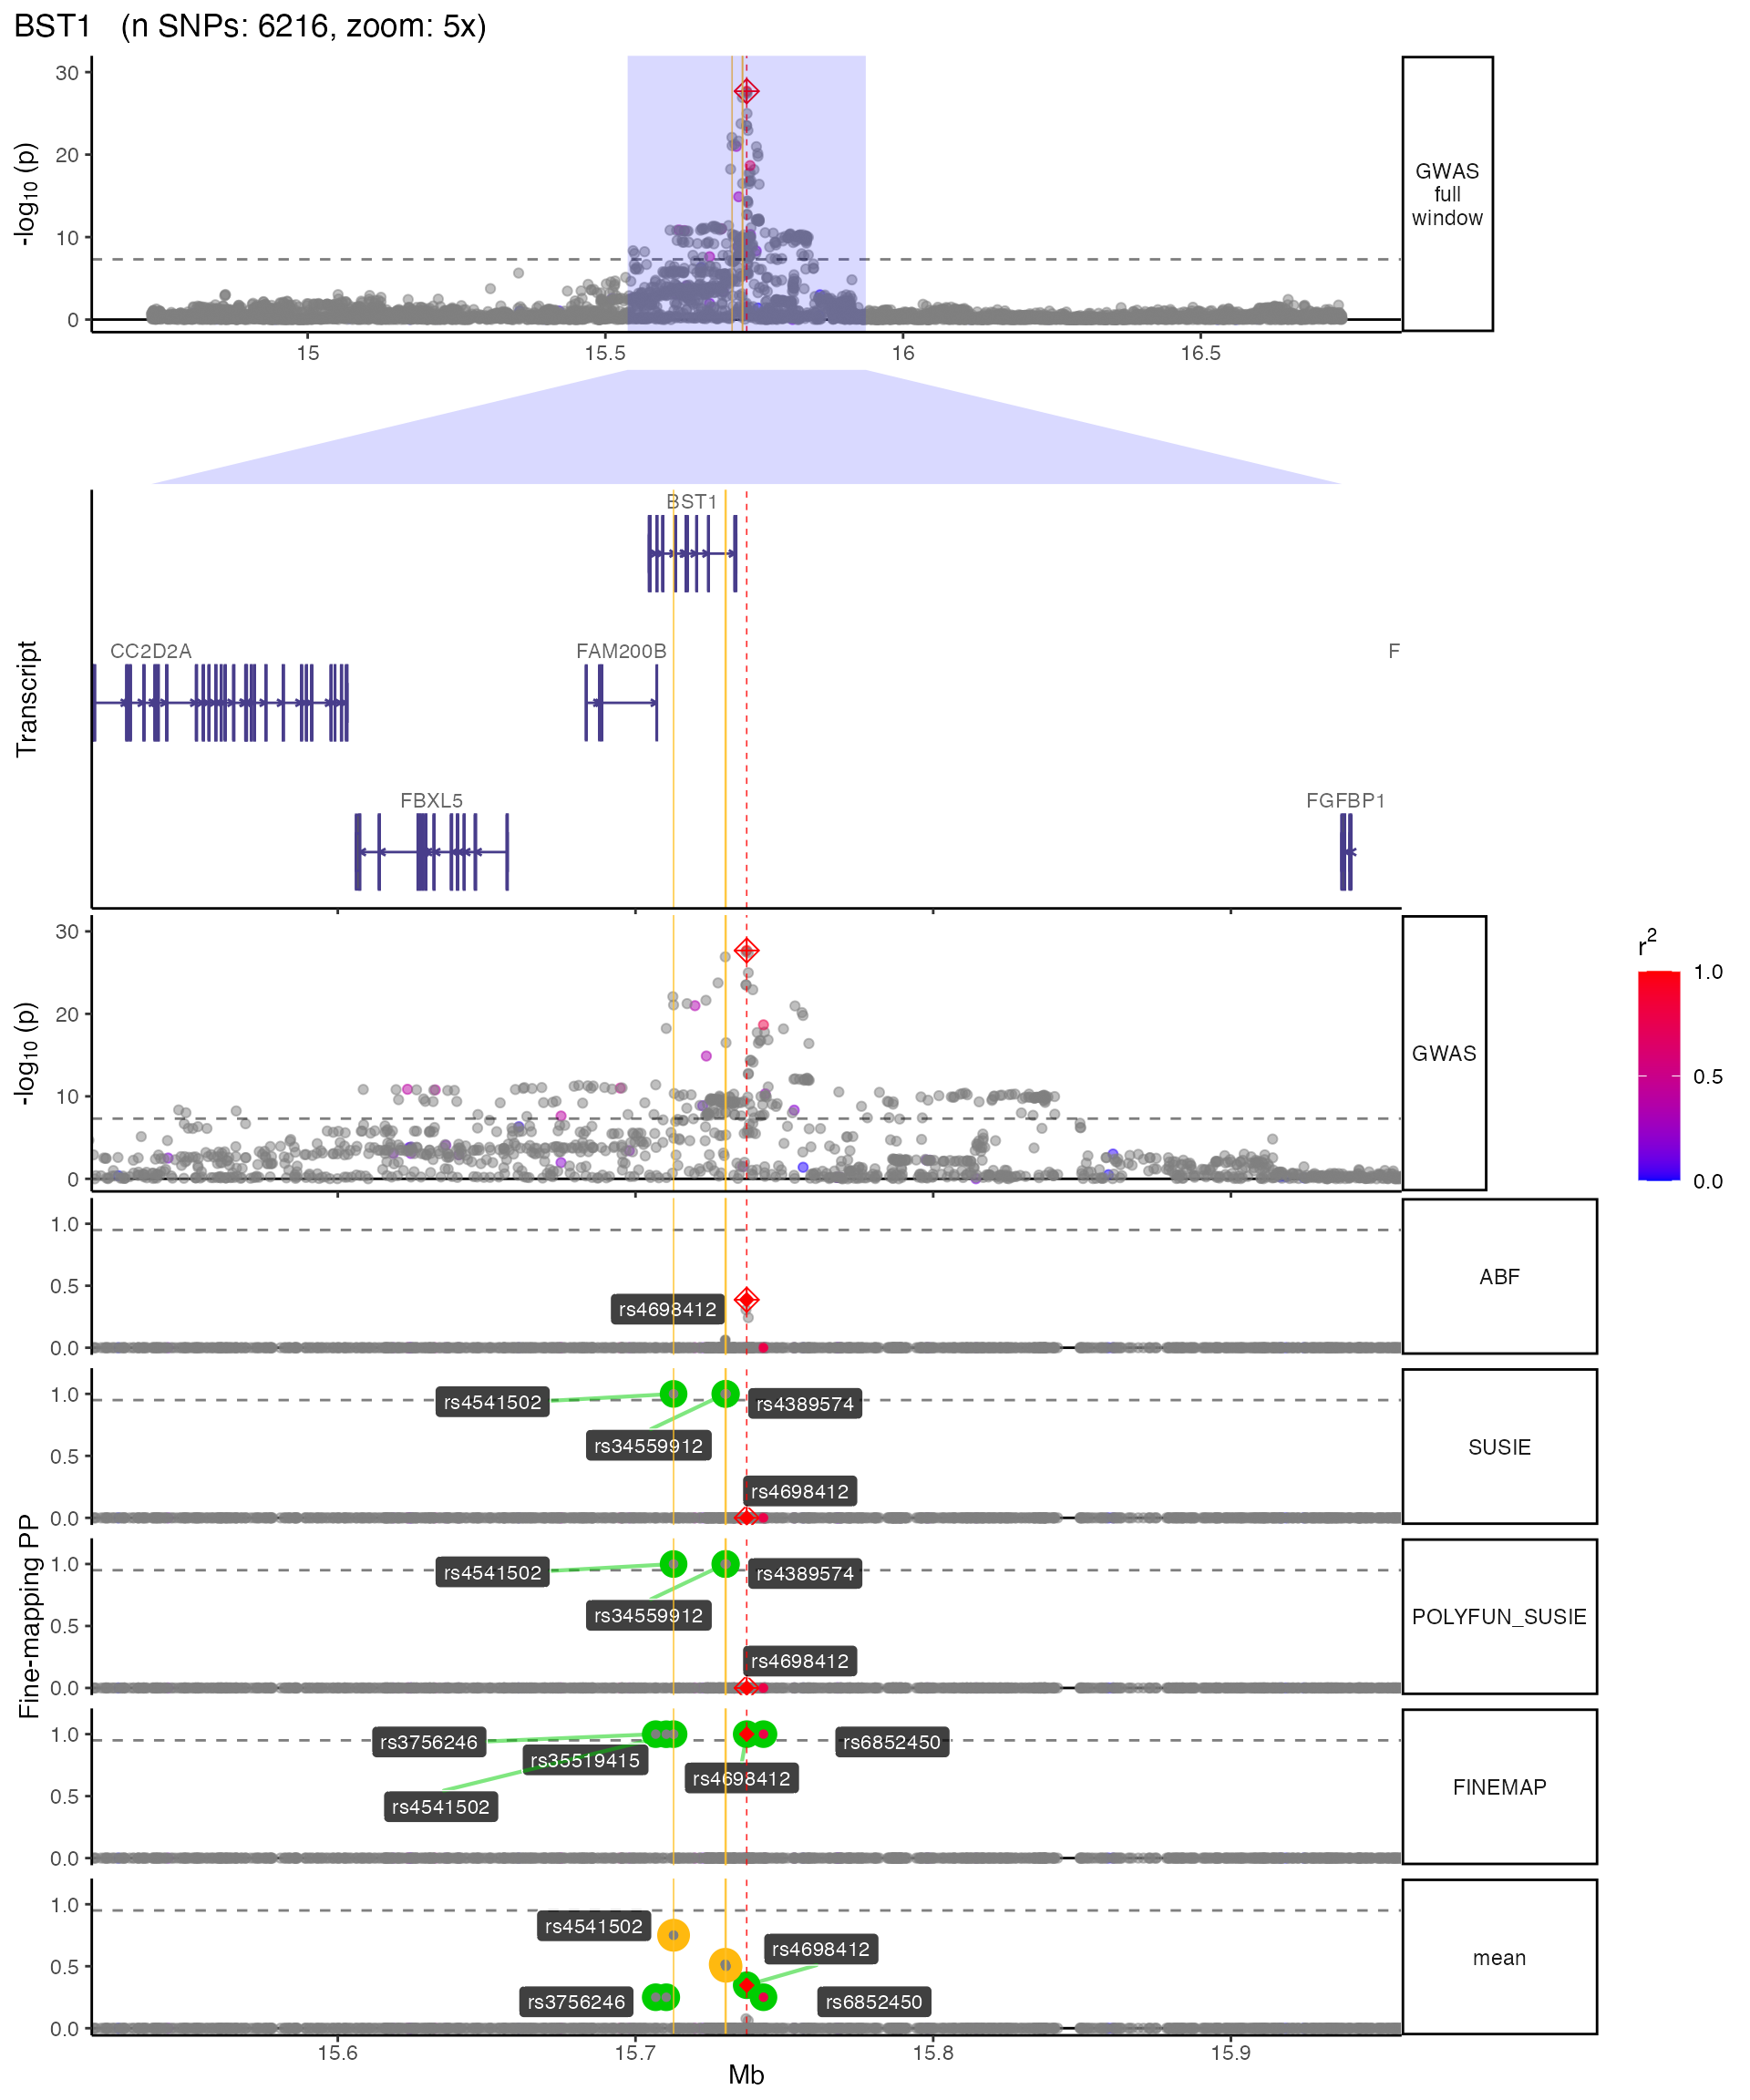 BST1 (n SNPs: 6216, zoom: 5x)
30
20
10
0
-log10 (p)
GWAS
full
window
15
15.5
16
16.5
BST1
CC2D2A
FAM200B
F
FBXL5
FGFBP1
Transcript
30
20
10
0
-log10 (p)
GWAS
r2
1.0
0.5
0.0
1.0
0.5
0.0
rs4698412
ABF
1.0
0.5
0.0
rs4541502
rs4389574
rs34559912
rs4698412
SUSIE
1.0
0.5
0.0
rs4541502
rs4389574
rs34559912
rs4698412
POLYFUN_SUSIE
Fine-mapping PP
1.0
0.5
0.0
rs3756246
rs35519415
rs4541502
rs4698412
rs6852450
FINEMAP
1.0
0.5
0.0
rs4541502
rs4698412
rs3756246
rs6852450
mean
15.6
15.7
15.8
15.9
Mb